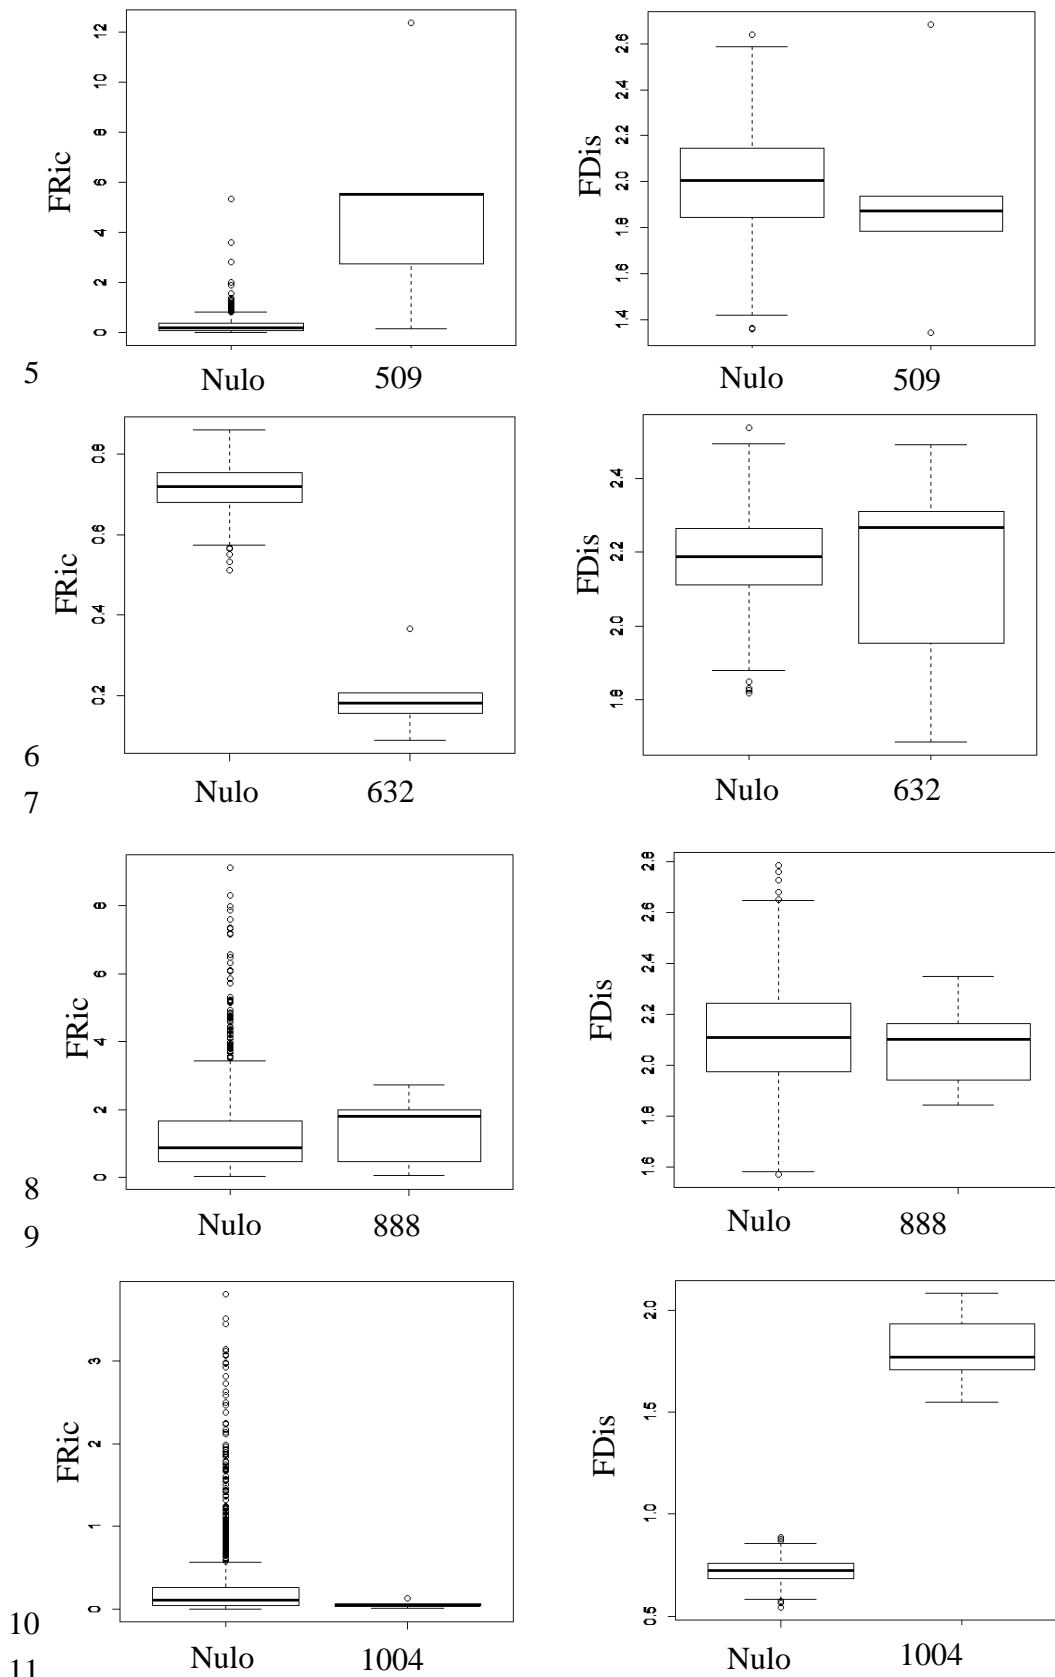 FRic
0 2 4 6 8 10 12
Nulo 509
FDis
1.4 1.6 1.8 2.0 2.2 2.4 2.6
Nulo 509
5
FRic
0.2 0.4 0.6 0.8
Nulo 632
FDis
1.8 2.0 2.2 2.4
Nulo 632
6
7
FRic
0 2 4 6 8
Nulo 888
FDis
1.6 1.8 2.0 2.2 2.4 2.6 2.8
Nulo 888
8
9
FRic
0 1 2 3
Nulo 1004
FDis
0.5 1.0 1.5 2.0
Nulo 1004
10
11